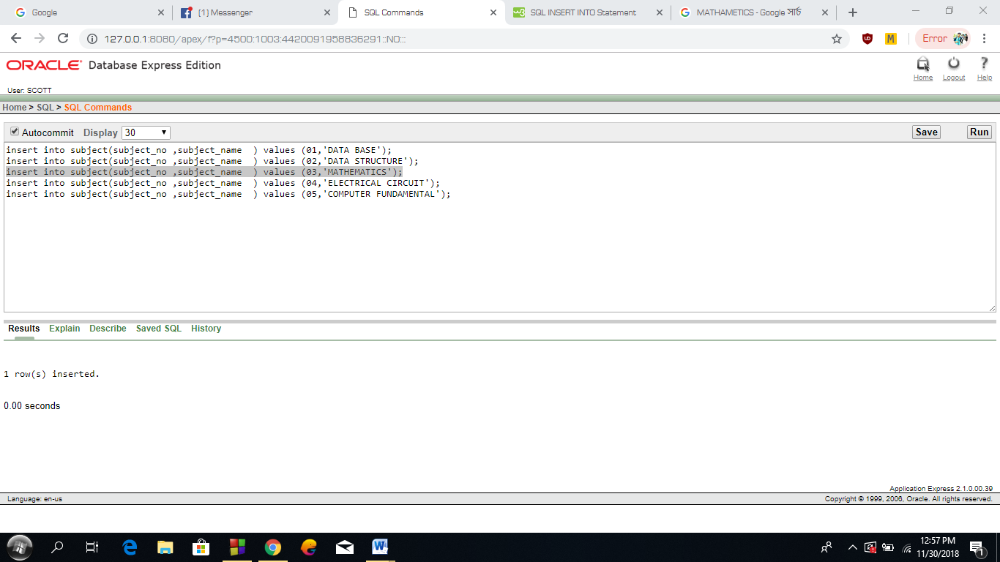 Google
(1) Messenger
SQL Commands
SQL INSERT INTO Statement
MATHAMETICS - Google সার্চ
127.0.0.1:8080/apex/f?p=4500:1003:4420091958836291::NO:::
Error
ORACLE Database Express Edition
Home Logout Help
User: SCOTT
Home > SQL > SQL Commands
Autocommit Display 30 Save Run
insert into subject(subject_no ,subject_name  ) values (01,'DATA BASE');
insert into subject(subject_no ,subject_name  ) values (02,'DATA STRUCTURE');
insert into subject(subject_no ,subject_name  ) values (03,'MATHEMATICS');
insert into subject(subject_no ,subject_name  ) values (04,'ELECTRICAL CIRCUIT');
insert into subject(subject_no ,subject_name  ) values (05,'COMPUTER FUNDAMENTAL');
Results Explain Describe Saved SQL History
1 row(s) inserted.
0.00 seconds
Application Express 2.1.0.00.39
Language: en-us Copyright © 1999, 2006, Oracle. All rights reserved.
12:57 PM
11/30/2018
1